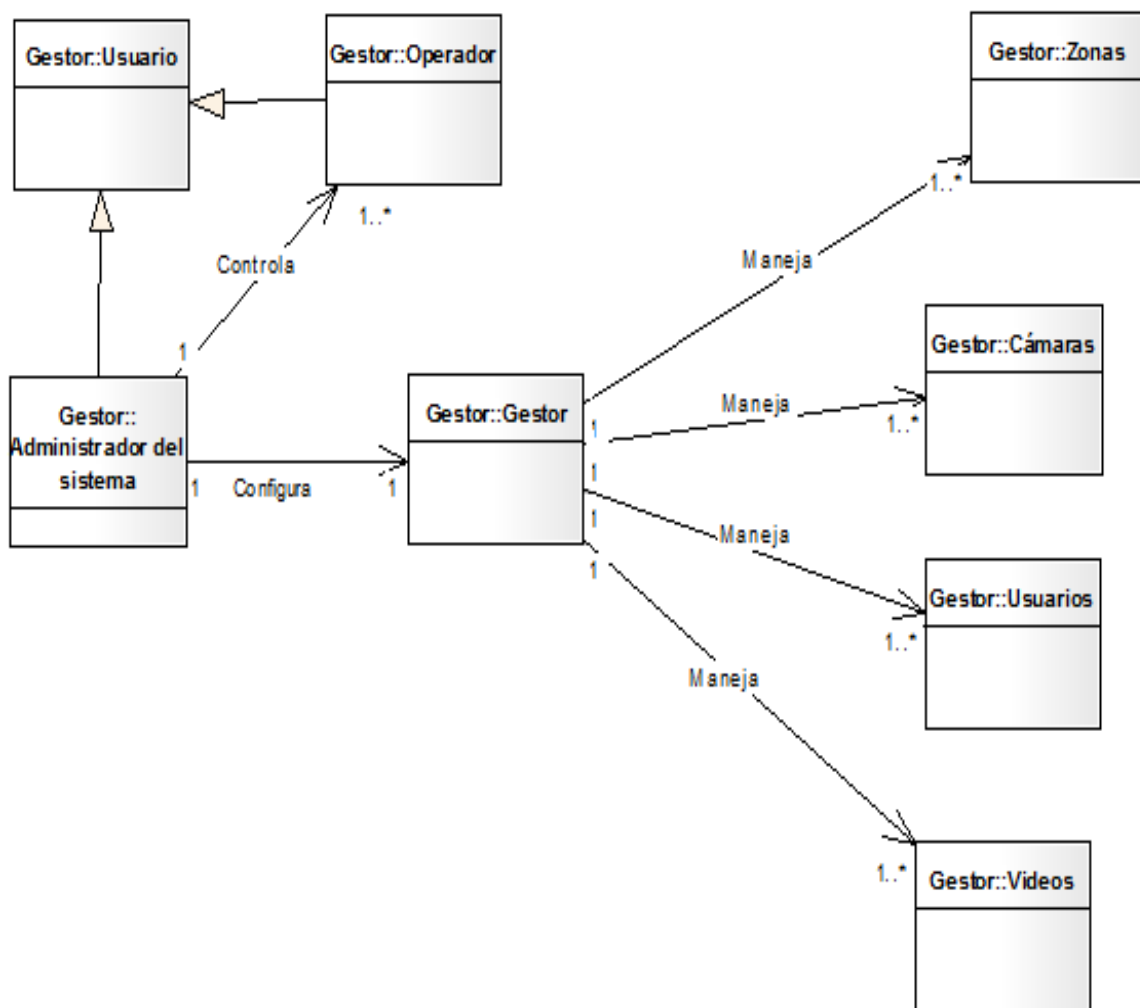 Gestor::Usuario
Gestor::Operador
Gestor::Zonas
1..*
1..*
Controla
Maneja
1
Gestor::Cámaras
Gestor::
Administrador del
sistema
Gestor::Gestor
Maneja
1
1..*
1
Configura
1
1
1
Maneja
1
Gestor::Usuarios
1..*
Maneja
1..*
Gestor::Videos